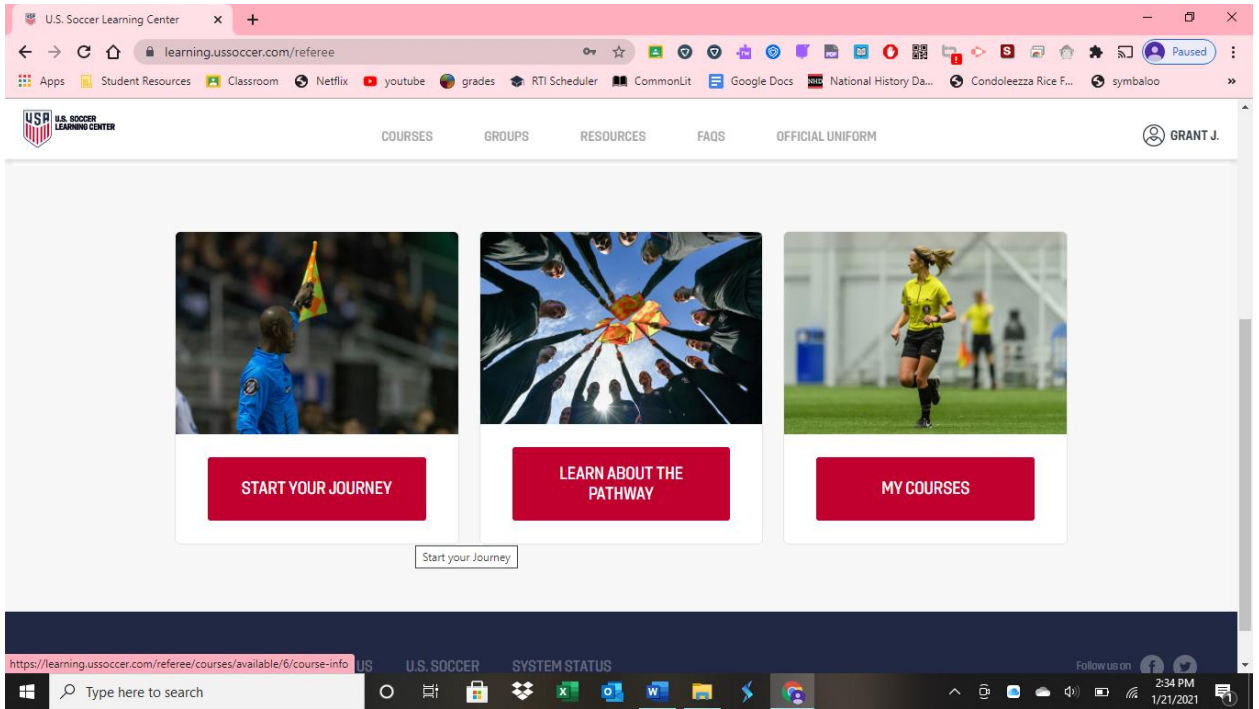 U.S. Soccer Learning Center
learning.ussoccer.com/referee
Paused
Apps Student Resources Classroom Netflix youtube grades RTI Scheduler CommonLit Google Docs National History Da... Condoleezza Rice F... symbaloo »
U.S. SOCCER
LEARNING CENTER
COURSES GROUPS RESOURCES FAQS OFFICIAL UNIFORM GRANT J.
START YOUR JOURNEY
LEARN ABOUT THE
PATHWAY
MY COURSES
Start your Journey
https://learning.ussoccer.com/referee/courses/available/6/course-info
US U.S. SOCCER SYSTEM STATUS Follow us on
Type here to search
2:34 PM
1/21/2021